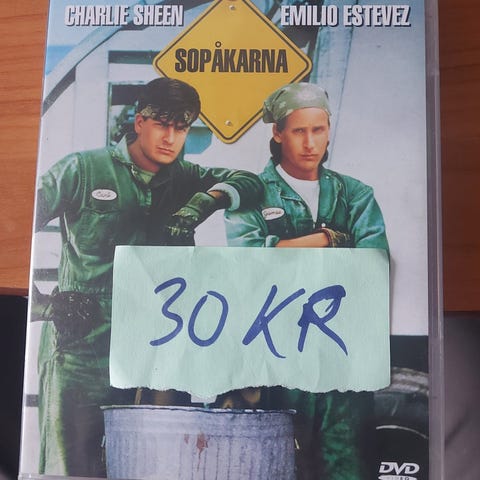 CHARLIE SHEEN EMILIO ESTEVEZ
SOPÅKARNA
30 KR
DVD